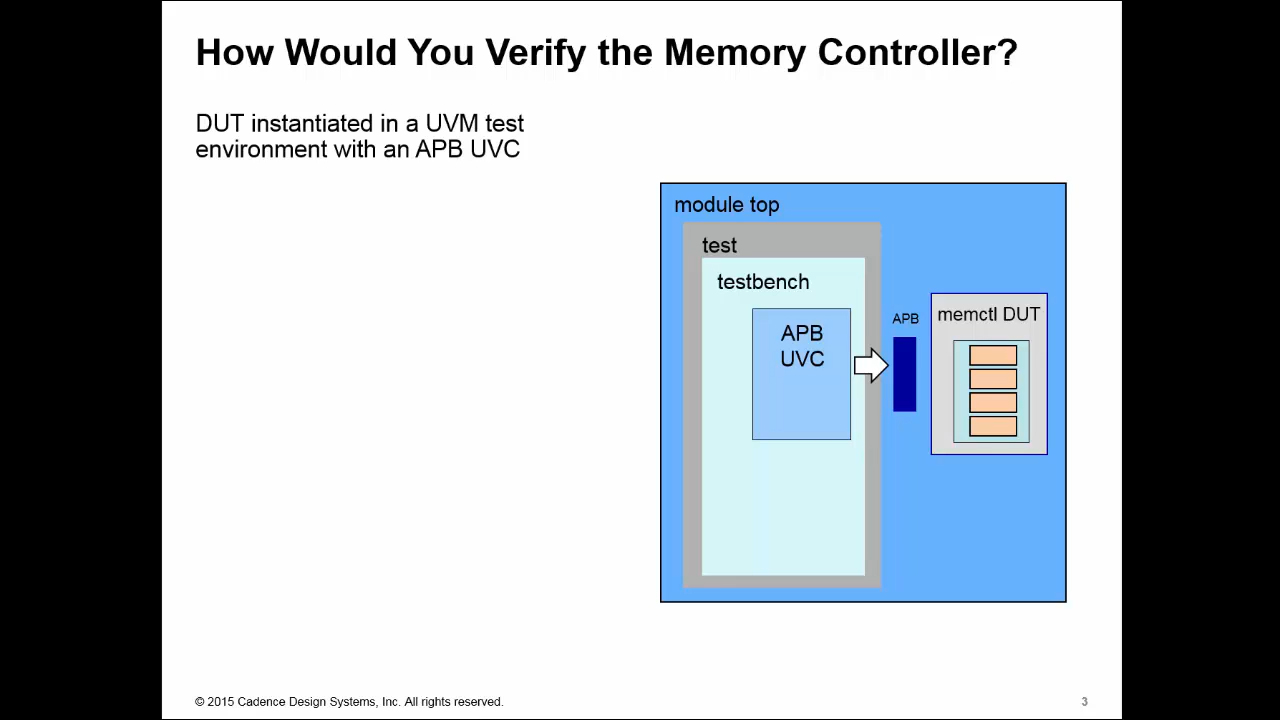 How Would You Verify the Memory Controller?
DUT instantiated in a UVM test
environment with an APB UVC
module top
test
testbench
APB
UVC
APB
memctl DUT
© 2015 Cadence Design Systems, Inc. All rights reserved.
3